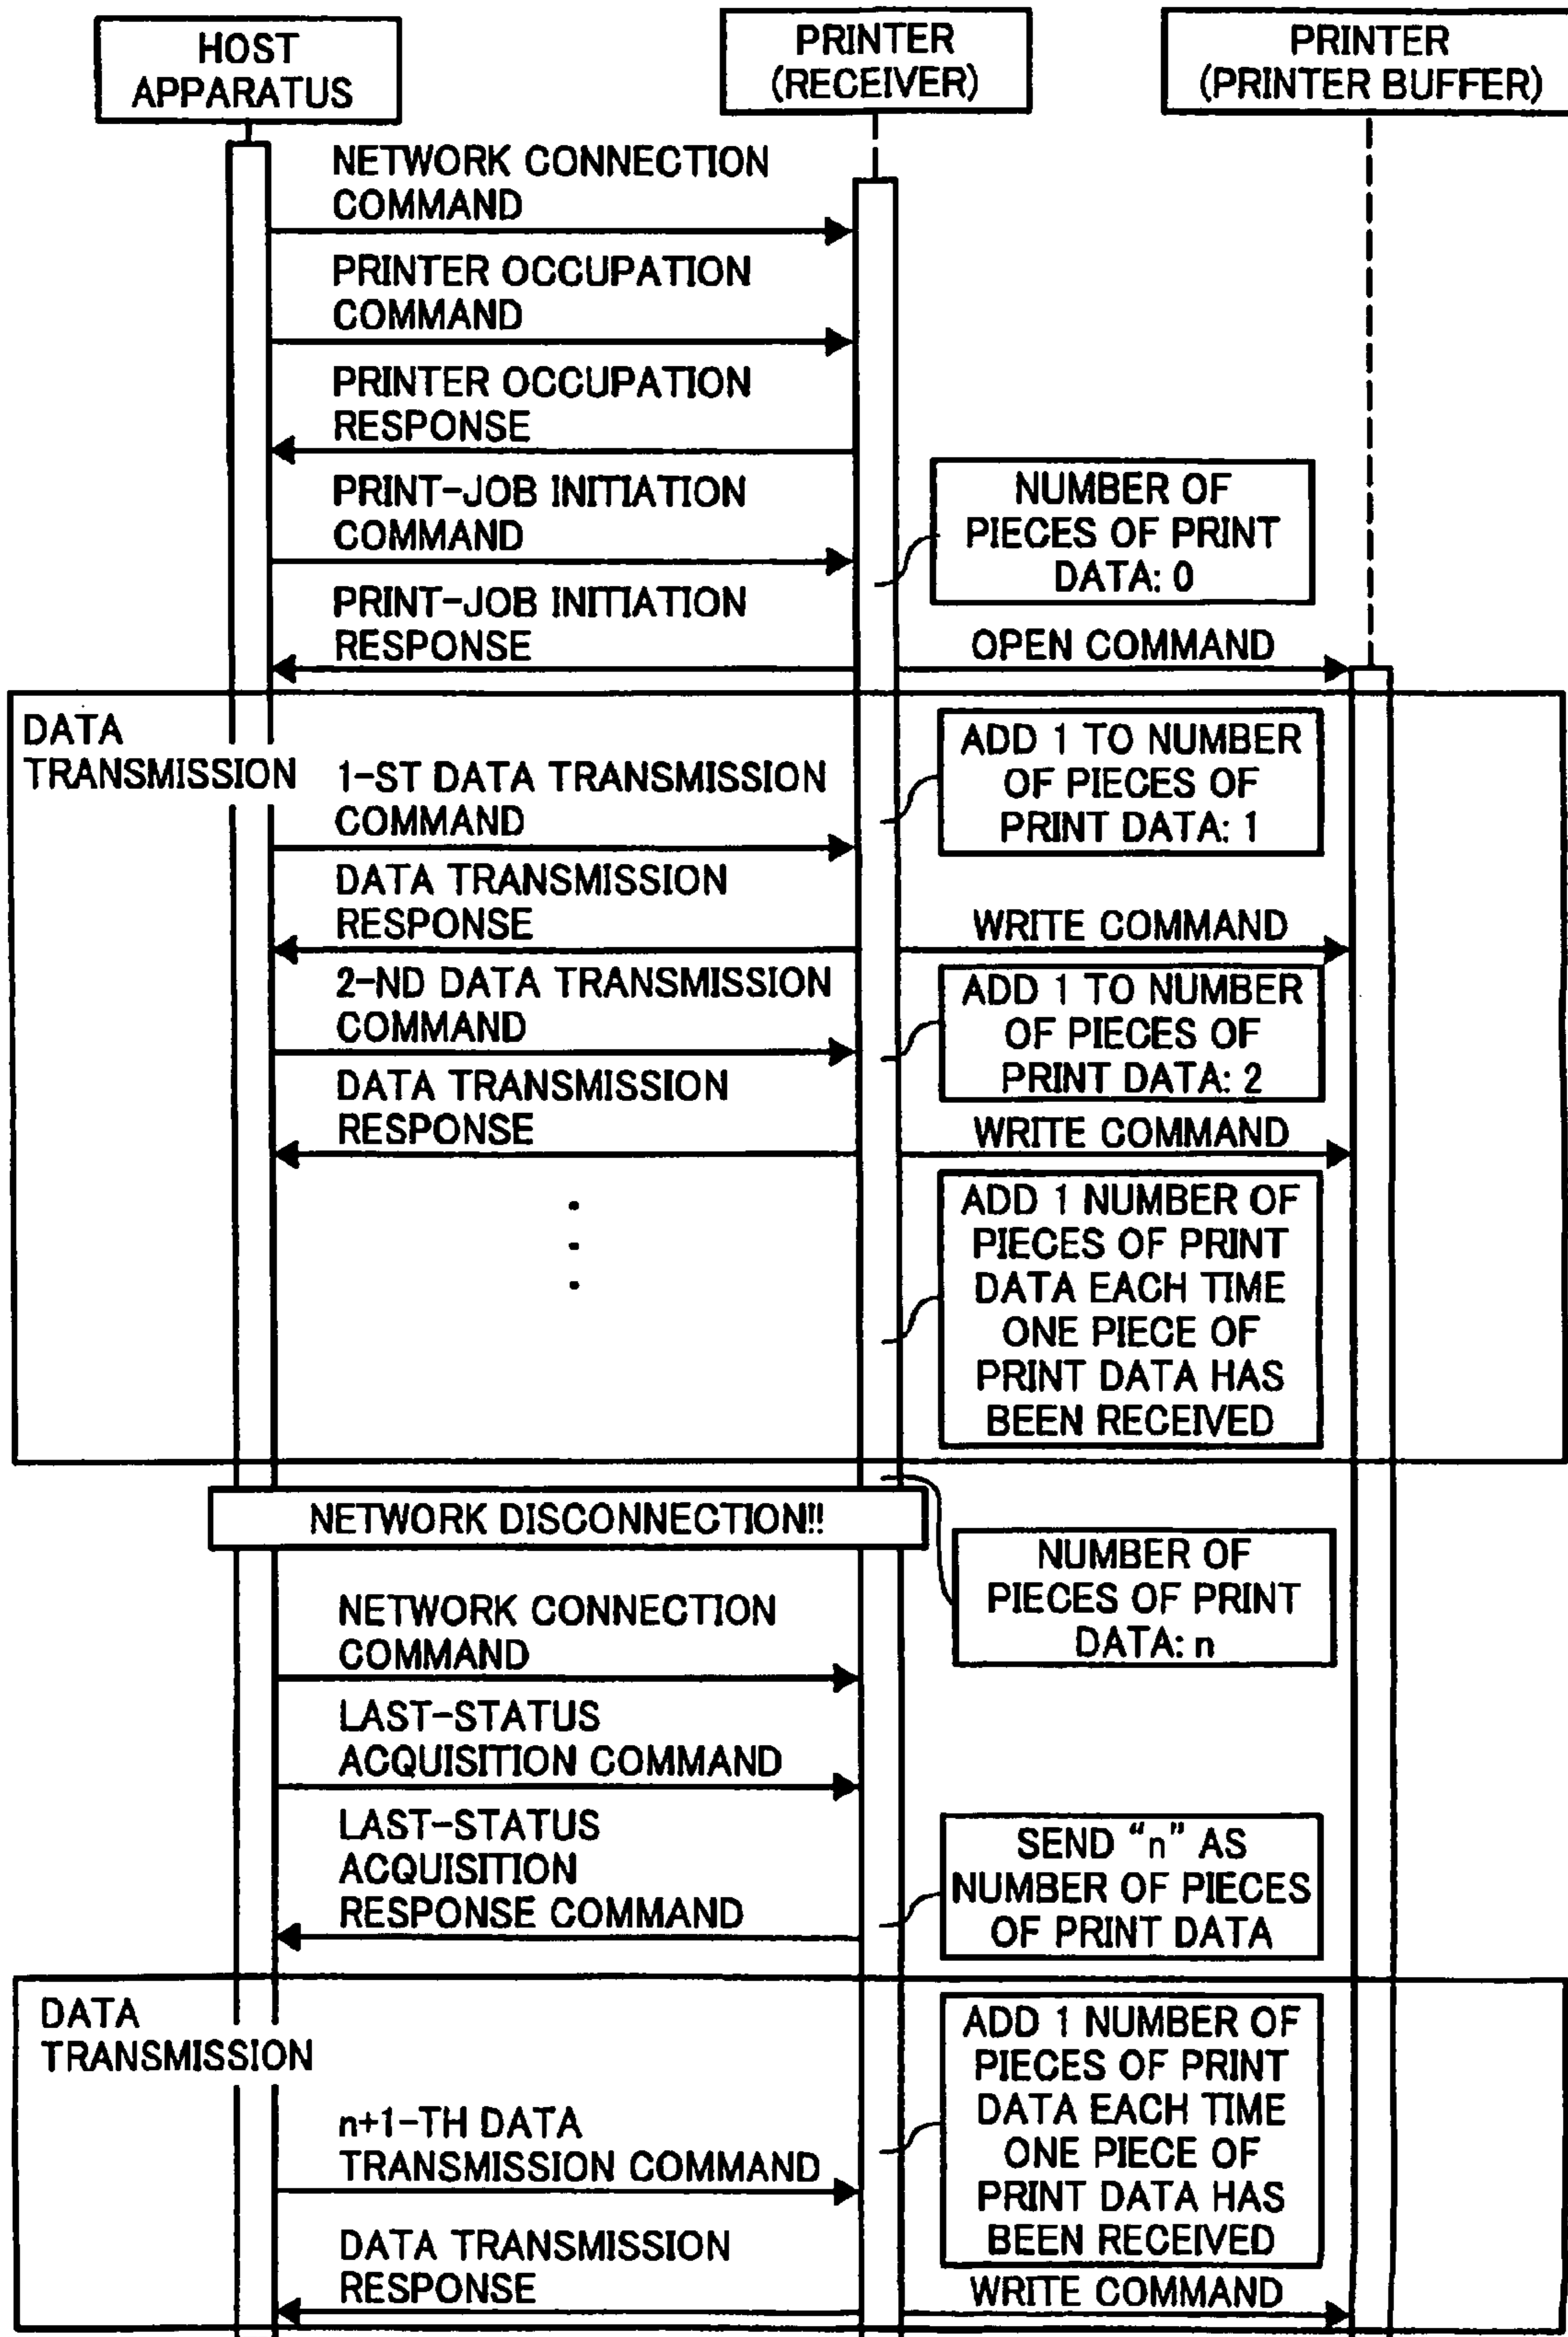 HOST
APPARATUS
PRINTER
(RECEIVER)
PRINTER
(PRINTER BUFFER)
NETWORK CONNECTION
COMMAND
PRINTER OCCUPATION
COMMAND
PRINTER OCCUPATION
RESPONSE
PRINT-JOB INITIATION
COMMAND
NUMBER OF
PIECES OF PRINT
DATA: 0
PRINT-JOB INITIATION
RESPONSE
OPEN COMMAND
DATA
TRANSMISSION
1-ST DATA TRANSMISSION
COMMAND
ADD 1 TO NUMBER
OF PIECES OF
PRINT DATA: 1
DATA TRANSMISSION
RESPONSE
WRITE COMMAND
2-ND DATA TRANSMISSION
COMMAND
ADD 1 TO NUMBER
OF PIECES OF
PRINT DATA: 2
DATA TRANSMISSION
RESPONSE
WRITE COMMAND
ADD 1 NUMBER OF
PIECES OF PRINT
DATA EACH TIME
ONE PIECE OF
PRINT DATA HAS
BEEN RECEIVED
NETWORK DISCONNECTION!!
NUMBER OF
PIECES OF PRINT
DATA: n
NETWORK CONNECTION
COMMAND
LAST-STATUS
ACQUISITION COMMAND
LAST-STATUS
ACQUISITION
RESPONSE COMMAND
SEND “n” AS
NUMBER OF PIECES
OF PRINT DATA
DATA
TRANSMISSION
n+1-TH DATA
TRANSMISSION COMMAND
ADD 1 NUMBER OF
PIECES OF PRINT
DATA EACH TIME
ONE PIECE OF
PRINT DATA HAS
BEEN RECEIVED
DATA TRANSMISSION
RESPONSE
WRITE COMMAND